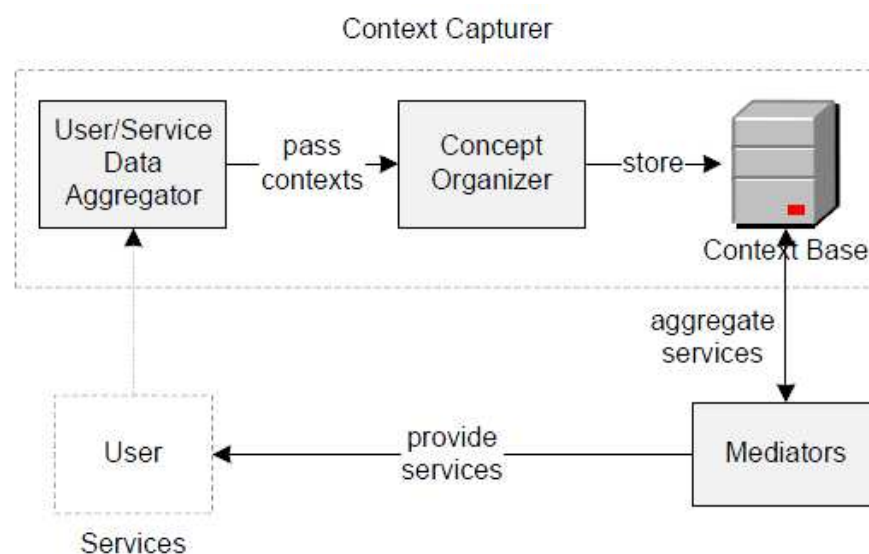 Context Capturer
User/Service
Data
Aggregator
pass
contexts
Concept
Organizer
store
Context Base
aggregate
services
User
provide
services
Mediators
Services